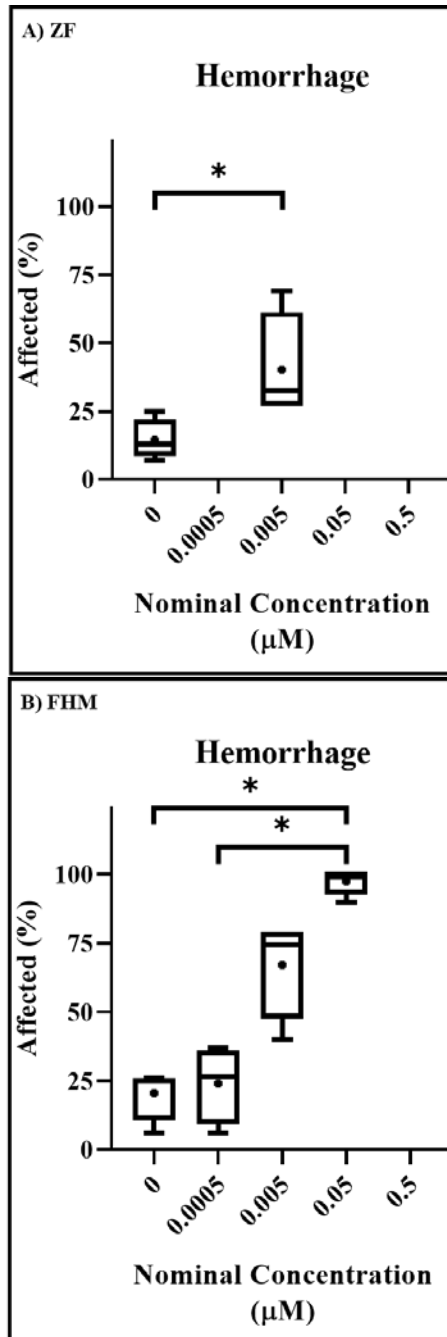 A) ZF
Hemorrhage
*
100
75
50
25
0
Affected (%)
0 0.0005 0.005 0.05 0.5
Nominal Concentration
(μM)
B) FHM
Hemorrhage
*
*
100
75
50
25
0
Affected (%)
0 0.0005 0.005 0.05 0.5
Nominal Concentration
(μM)